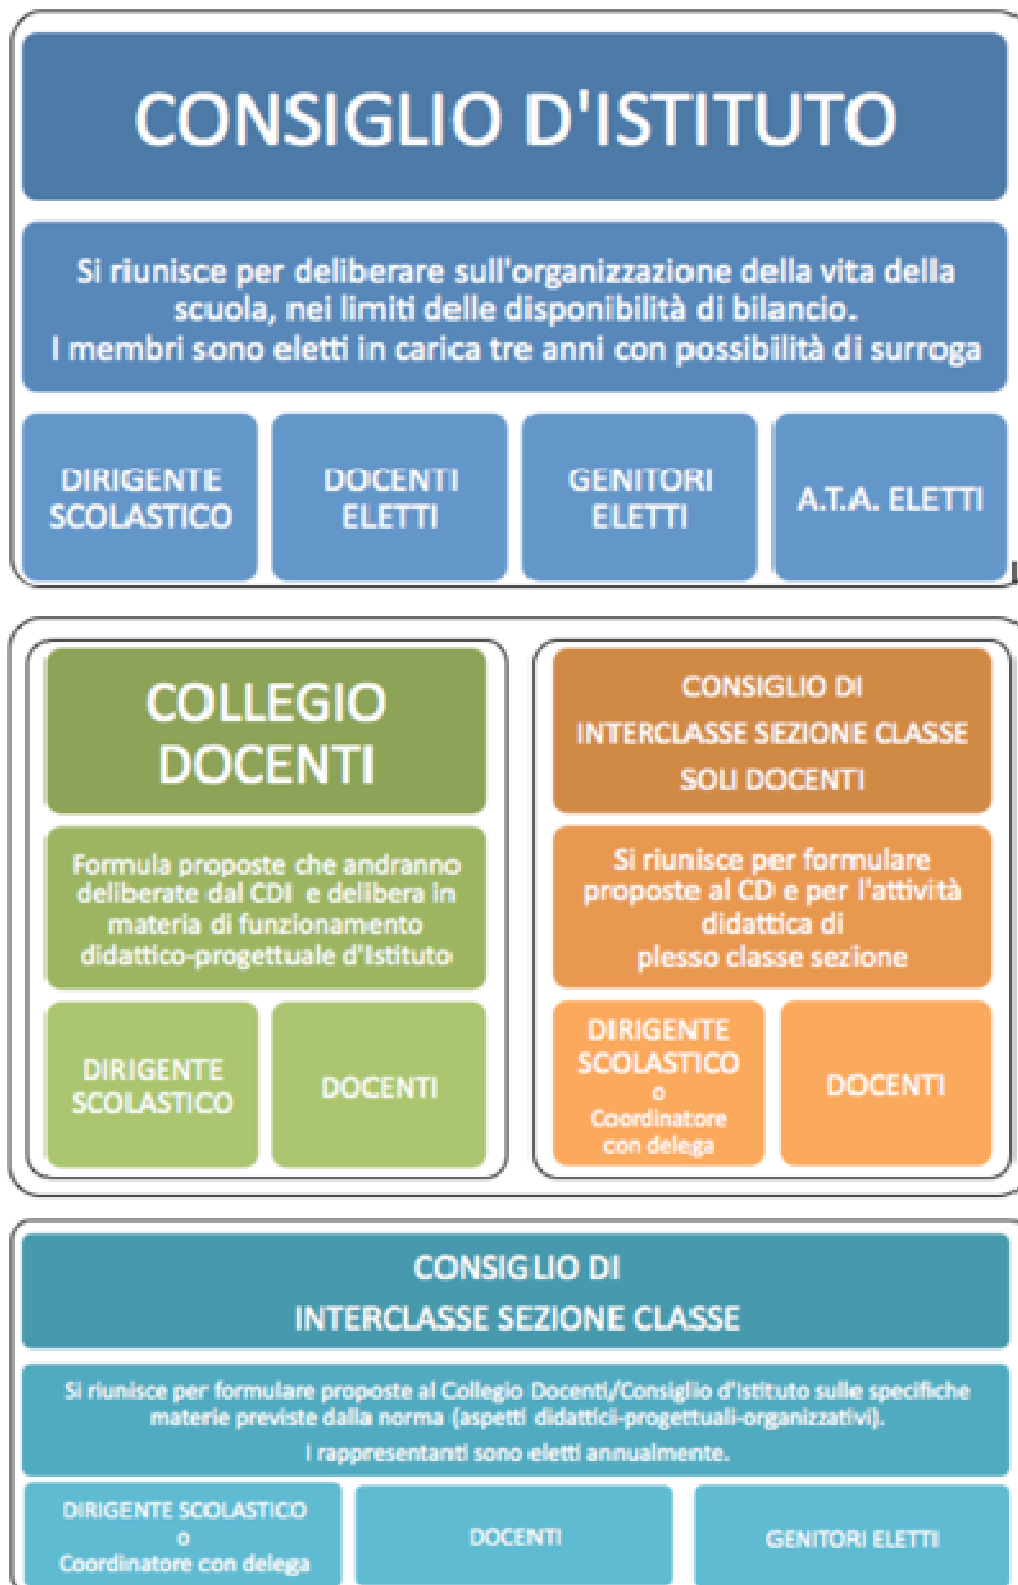 CONSIGLIO D'ISTITUTO
Si riunisce per deliberare sull'organizzazione della vita della
scuola, nei limiti delle disponibilità di bilancio.
I membri sono eletti in carica tre anni con possibilità di surroga
DIRIGENTE
SCOLASTICO
DOCENTI
ELETTI
GENITORI
ELETTI
A.T.A. ELETTI
COLLEGIO
DOCENTI
Formula proposte che andranno
deliberate dal CDI e delibera in
materia di funzionamento
didattico-progettuale d'Istituto
DIRIGENTE
SCOLASTICO
DOCENTI
CONSIGLIO DI
INTERCLASSE SEZIONE CLASSE
SOLI DOCENTI
Si riunisce per formulare
proposte al CD e per l'attività
didattica di
plesso classe sezione
DIRIGENTE
SCOLASTICO
o
Coordinatore
con delega
DOCENTI
CONSIGLIO DI
INTERCLASSE SEZIONE CLASSE
Si riunisce per formulare proposte al Collegio Docenti/Consiglio d'Istituto sulle specifiche
materie previste dalla norma (aspetti didatticii-progettuali-organizzativi).
I rappresentanti sono eletti annualmente.
DIRIGENTE SCOLASTICO
o
Coordinatore con delega
DOCENTI
GENITORI ELETTI